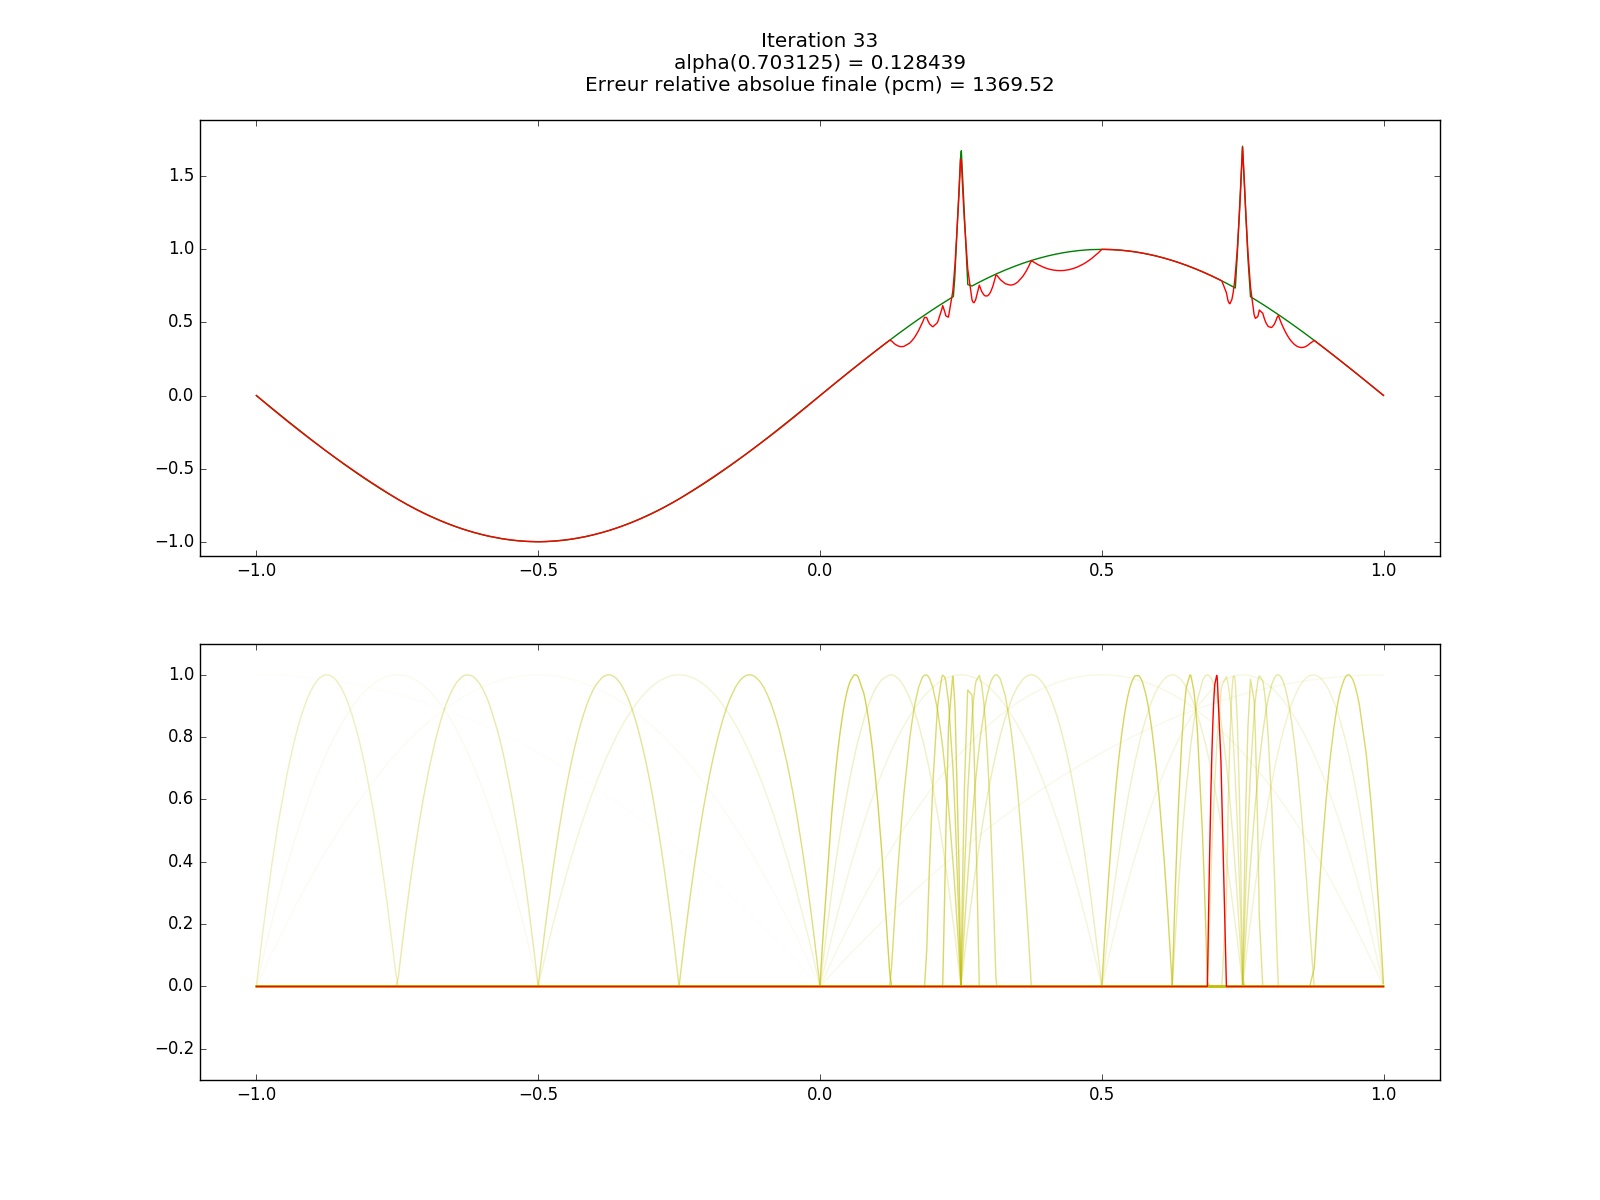 Iteration 33
alpha(0.703125) = 0.128439
Erreur relative absolue finale (pcm) = 1369.52
1.5
1.0
0.5
0.0
−0.5
−1.0
−1.0 −0.5 0.0 0.5 1.0
1.0
0.8
0.6
0.4
0.2
0.0
−0.2
−1.0 −0.5 0.0 0.5 1.0